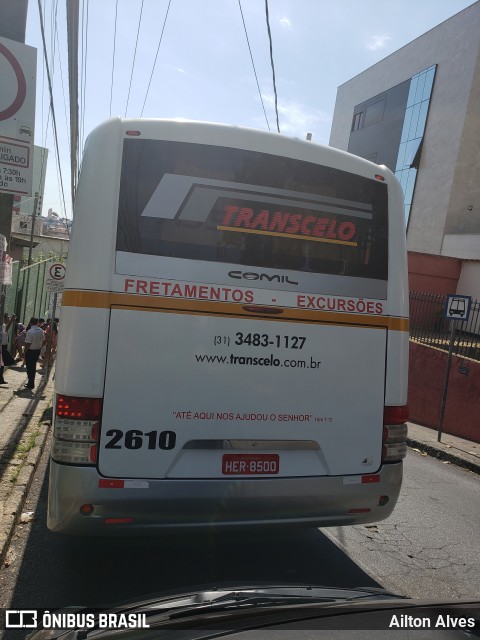 TRANSCELO
COMIL
FRETAMENTOS - EXCURSÕES
(31) 3483-1127
www.transcelo.com.br
"ATÉ AQUI NOS AJUDOU O SENHOR"
2610
HER-8500
E
ÔNIBUS BRASIL
Ailton Alves